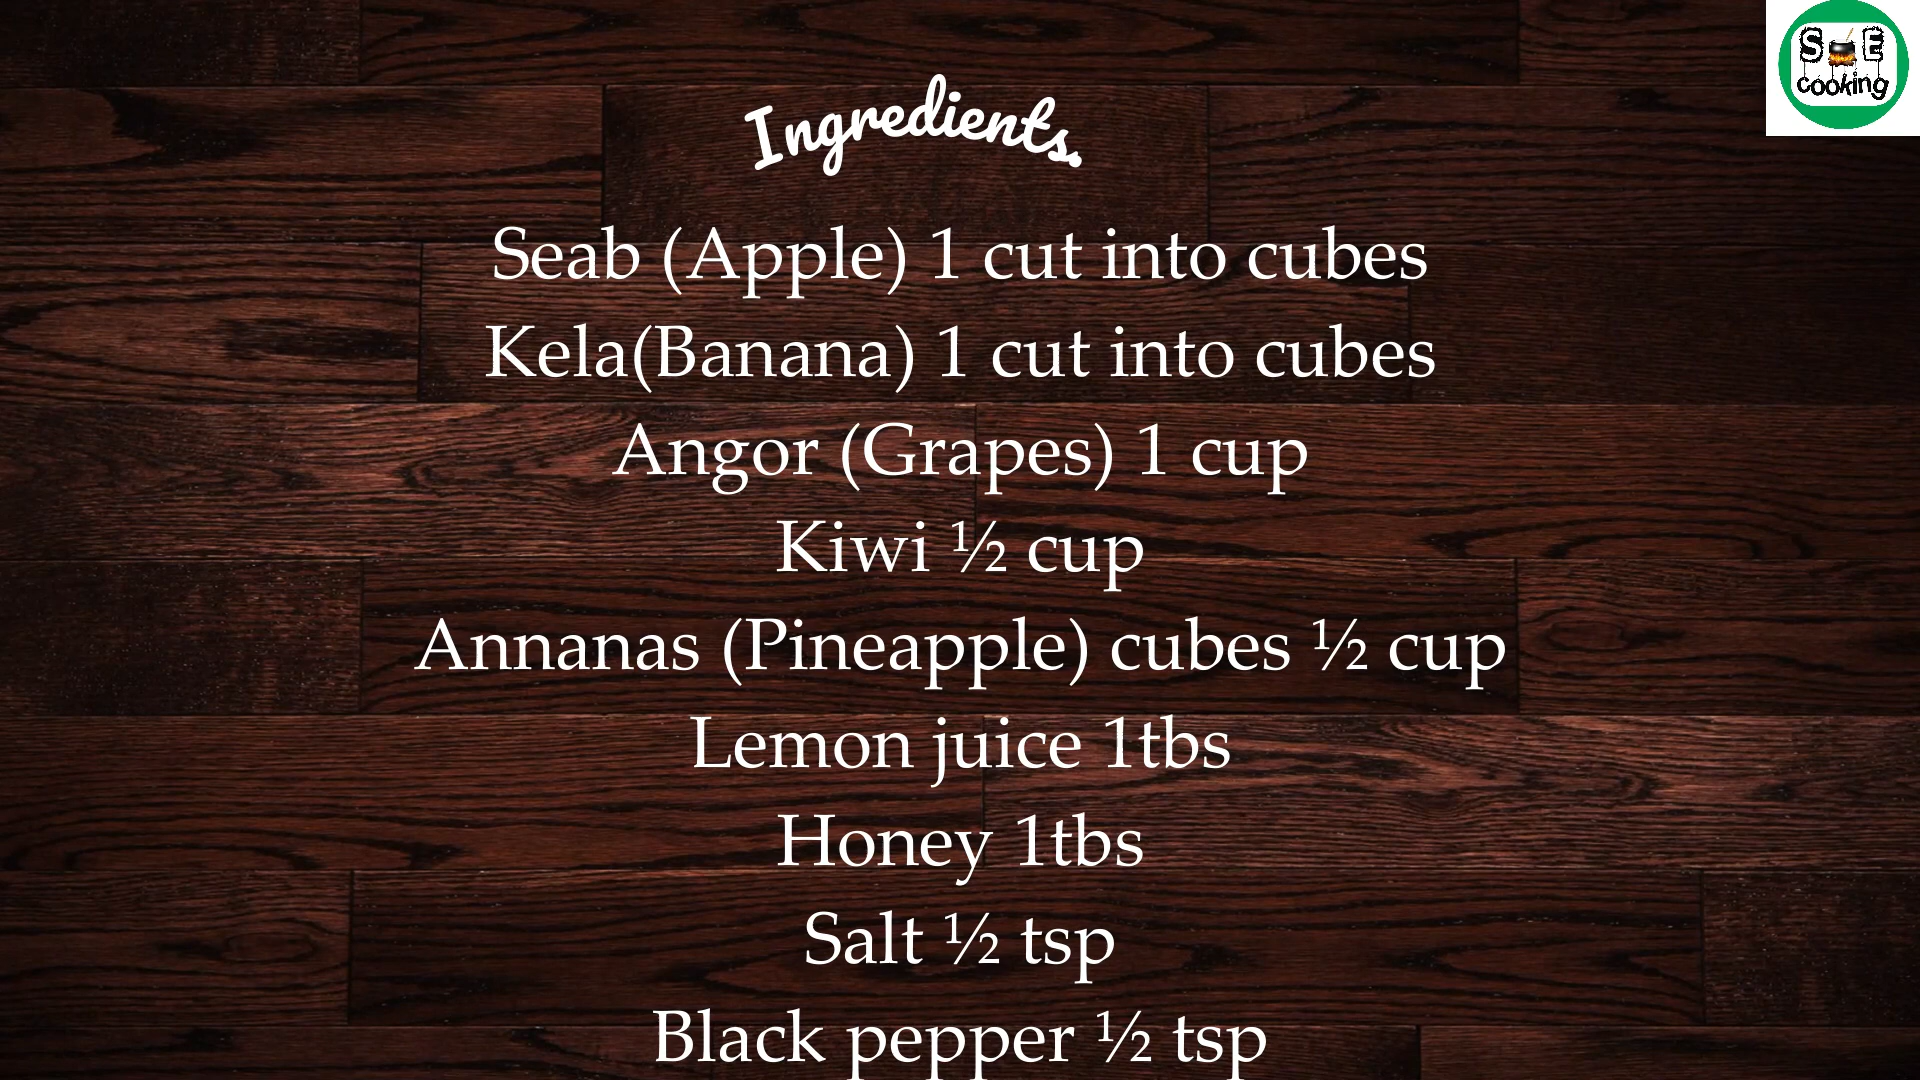 S E
cooking
Ingredients.
Seab (Apple) 1 cut into cubes
Kela(Banana) 1 cut into cubes
Angor (Grapes) 1 cup
Kiwi ½ cup
Annanas (Pineapple) cubes ½ cup
Lemon juice 1tbs
Honey 1tbs
Salt ½ tsp
Black pepper ½ tsp